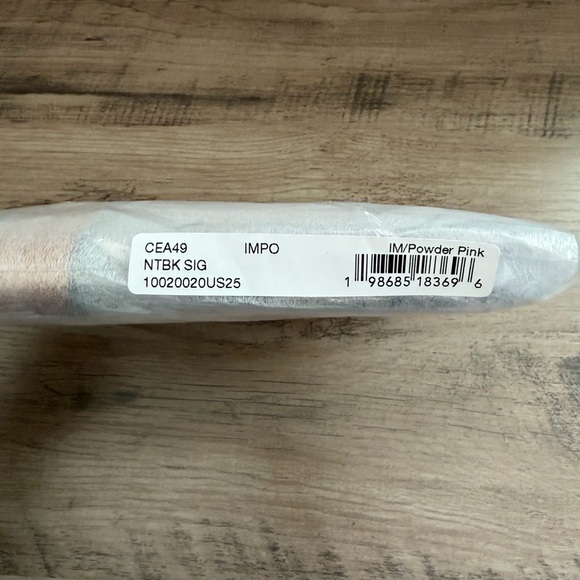 CEA49 IMPO IM/Powder Pink
NTBK SIG
10020020US25
1 98685 18369 6